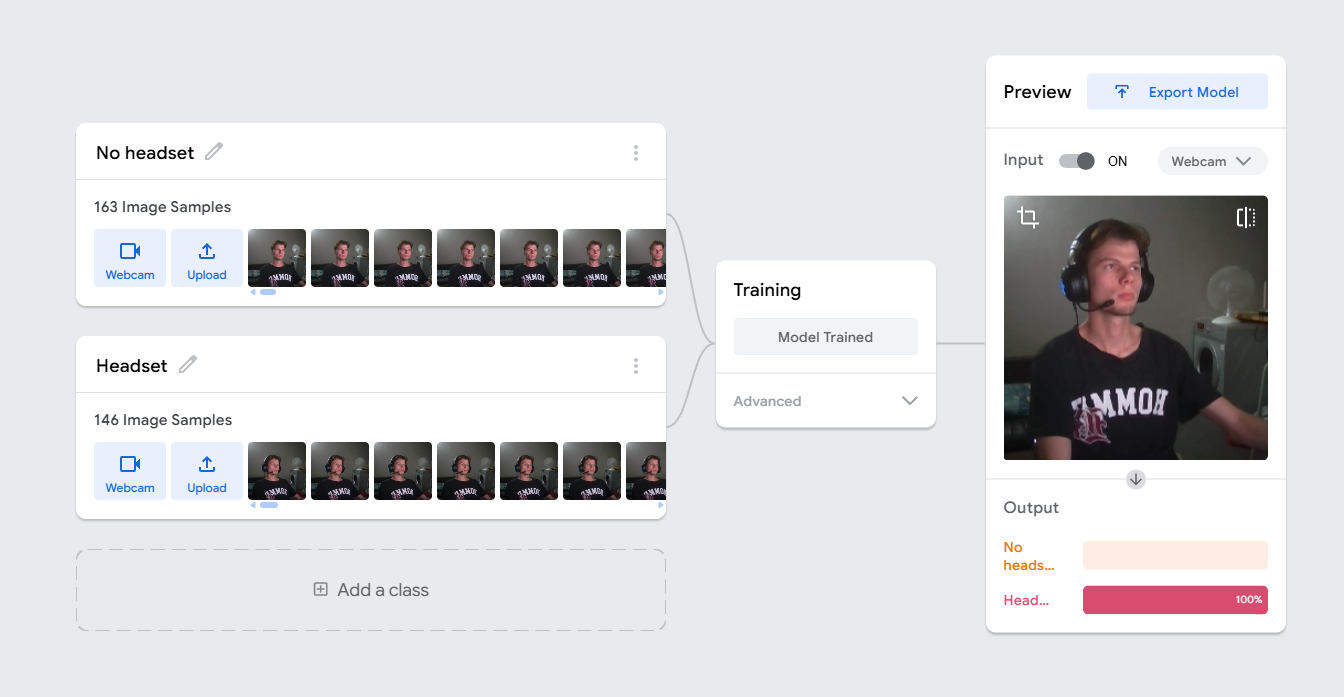 No headset
163 Image Samples
Webcam
Upload
Headset
146 Image Samples
Webcam
Upload
Add a class
Training
Model Trained
Advanced
Preview
Export Model
Input
ON
Webcam
Output
No
heads...
Head...
100%